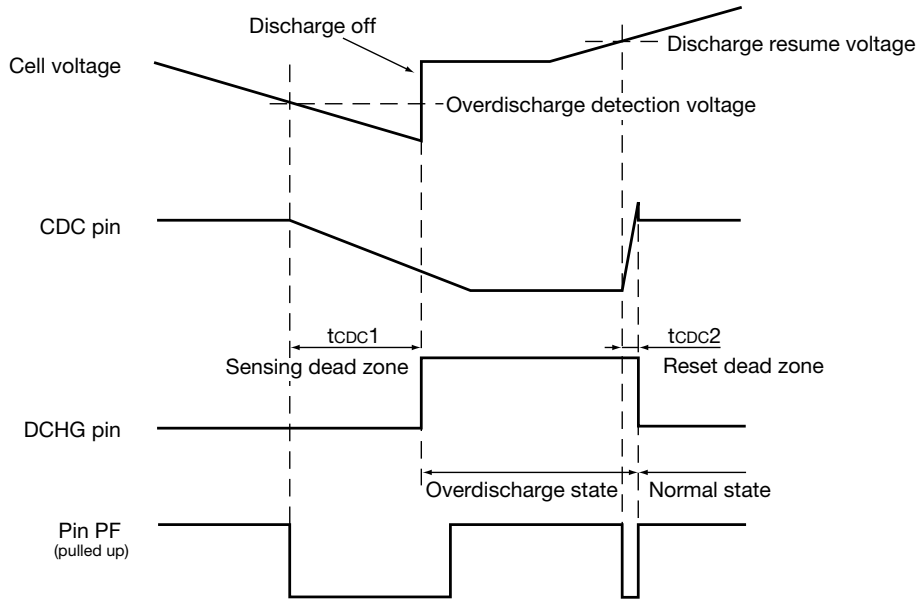 Discharge off
Discharge resume voltage
Cell voltage
Overdischarge detection voltage
CDC pin
tCDC1
tCDC2
Sensing dead zone
Reset dead zone
DCHG pin
Overdischarge state
Normal state
Pin PF
(pulled up)